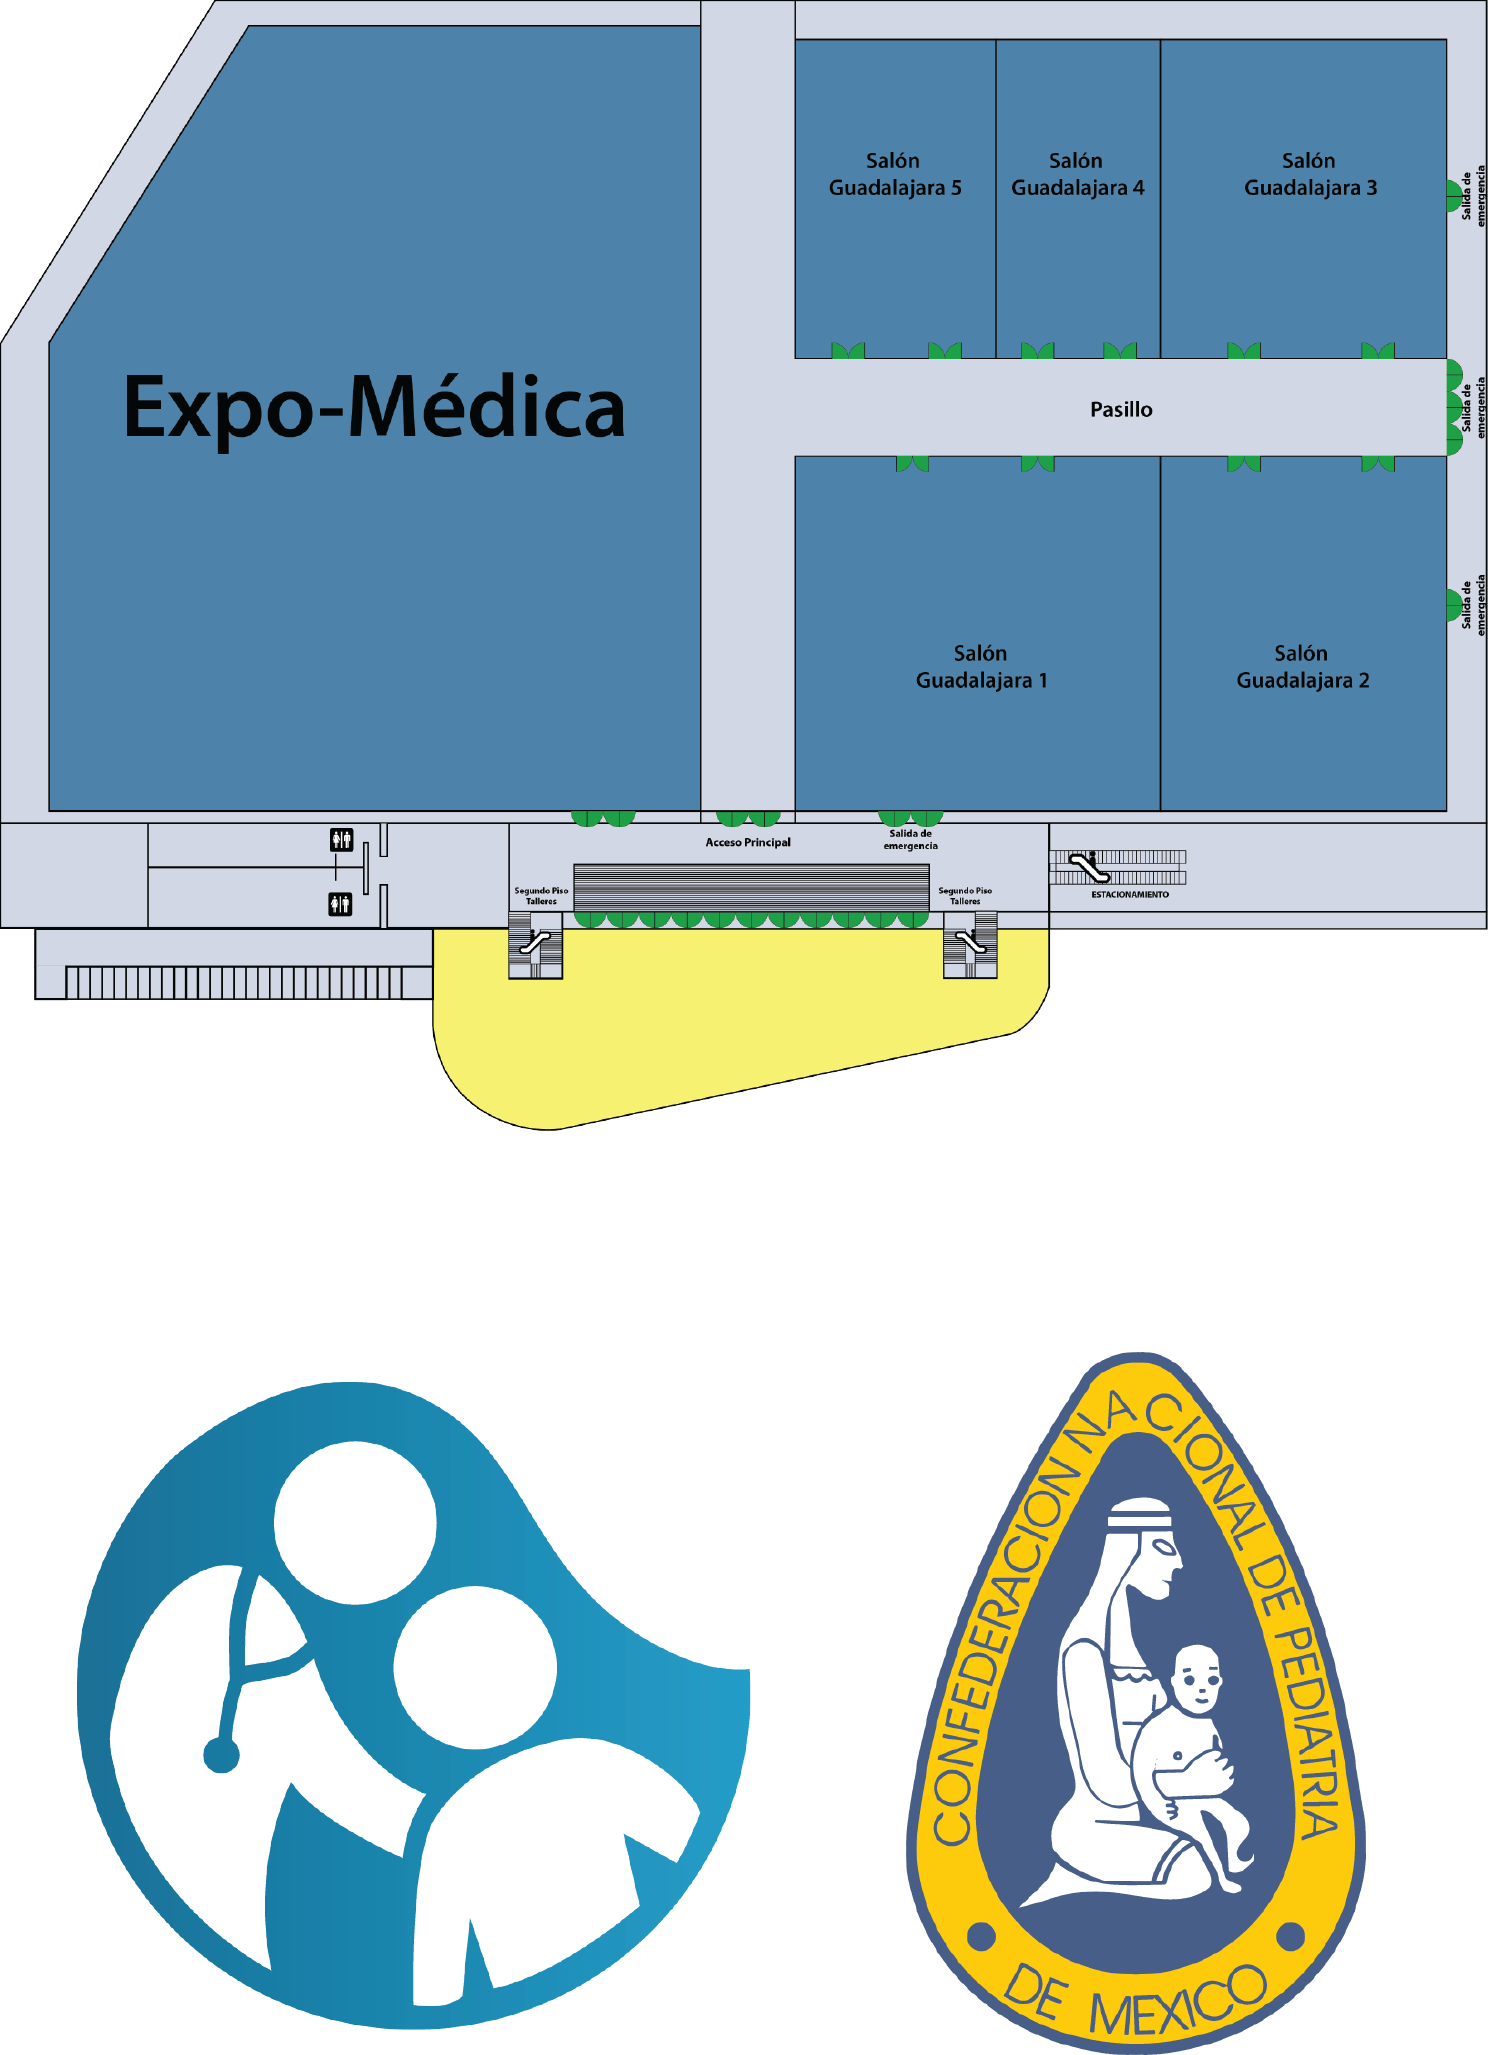 Salón
Guadalajara 5
Salón
Guadalajara 4
Salón
Guadalajara 3
Salida de
emergencia
Expo-Médica
Pasillo
Salida de
emergencia
Salón
Guadalajara 1
Salón
Guadalajara 2
Salida de
emergencia
Acceso Principal
Salida de
emergencia
Segundo Piso
Talleres
Segundo Piso
Talleres
ESTACIONAMIENTO
CONFEDERACION NACIONAL DE PEDIATRIA
DE MEXICO